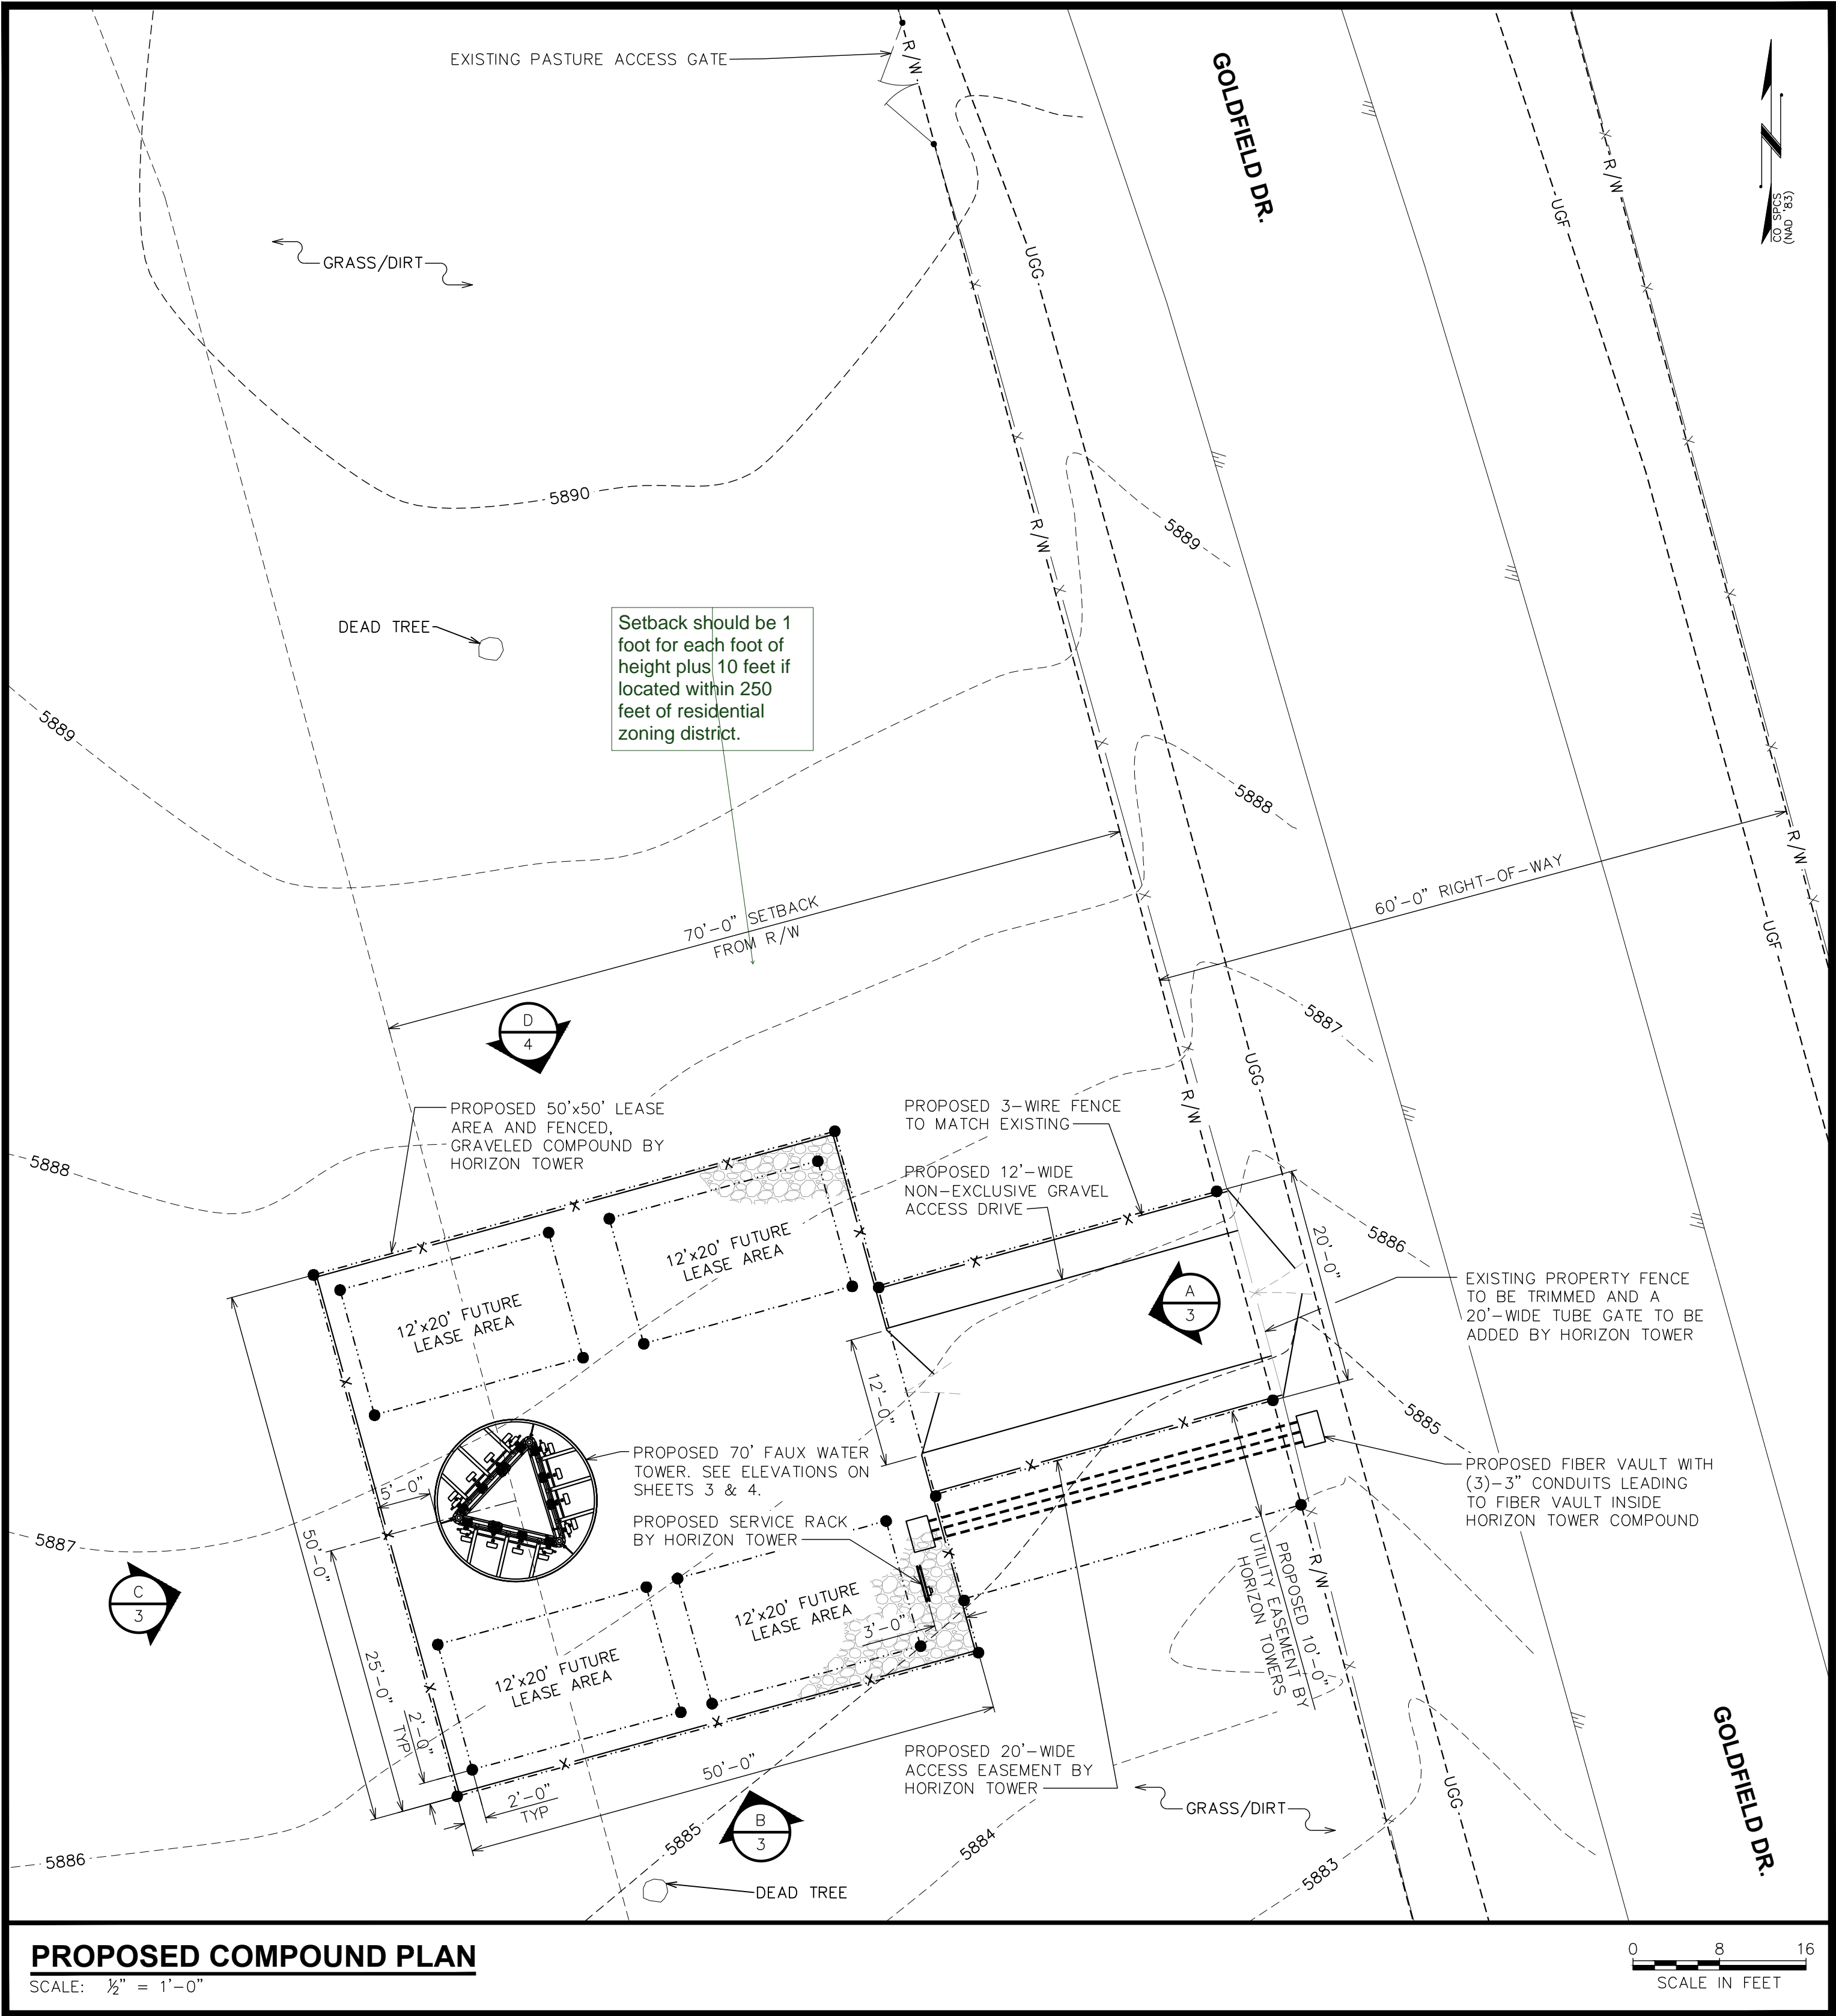 EXISTING PASTURE ACCESS GATE
R/W
GOLDFIELD DR.
R/W
UGF
CO SPCS
(NAD '83)
UGG
GRASS/DIRT
5890
R/W
5889
DEAD TREE
Setback should be 1
foot for each foot of
height plus 10 feet if
located within 250
feet of residential
zoning district.
5889
5888
R/W
60'-0" RIGHT-OF-WAY
70'-0" SETBACK
FROM R/W
UGF
5887
D
4
UGG
R/W
PROPOSED 50'x50' LEASE
AREA AND FENCED,
GRAVELED COMPOUND BY
HORIZON TOWER
PROPOSED 3-WIRE FENCE
TO MATCH EXISTING
5888
PROPOSED 12'-WIDE
NON-EXCLUSIVE GRAVEL
ACCESS DRIVE
5886
20'-0"
12'x20' FUTURE
LEASE AREA
12'x20' FUTURE
LEASE AREA
A
3
EXISTING PROPERTY FENCE
TO BE TRIMMED AND A
20'-WIDE TUBE GATE TO BE
ADDED BY HORIZON TOWER
12'-0"
5885
PROPOSED 70' FAUX WATER
TOWER. SEE ELEVATIONS ON
SHEETS 3 & 4.
PROPOSED FIBER VAULT WITH
(3)-3" CONDUITS LEADING
TO FIBER VAULT INSIDE
HORIZON TOWER COMPOUND
5'-0"
PROPOSED SERVICE RACK
BY HORIZON TOWER
5887
50'-0"
C
3
R/W
PROPOSED 10'-0"
UTILITY EASEMENT BY
HORIZON TOWERS
12'x20' FUTURE
LEASE AREA
3'-0"
12'x20' FUTURE
LEASE AREA
25'-0"
2'-0"
TYP
50'-0"
PROPOSED 20'-WIDE
ACCESS EASEMENT BY
HORIZON TOWER
2'-0"
TYP
UGG
GOLDFIELD DR.
GRASS/DIRT
B
3
5885
5884
5886
5883
DEAD TREE
PROPOSED COMPOUND PLAN
SCALE: ½" = 1'-0"
0 8 16
SCALE IN FEET